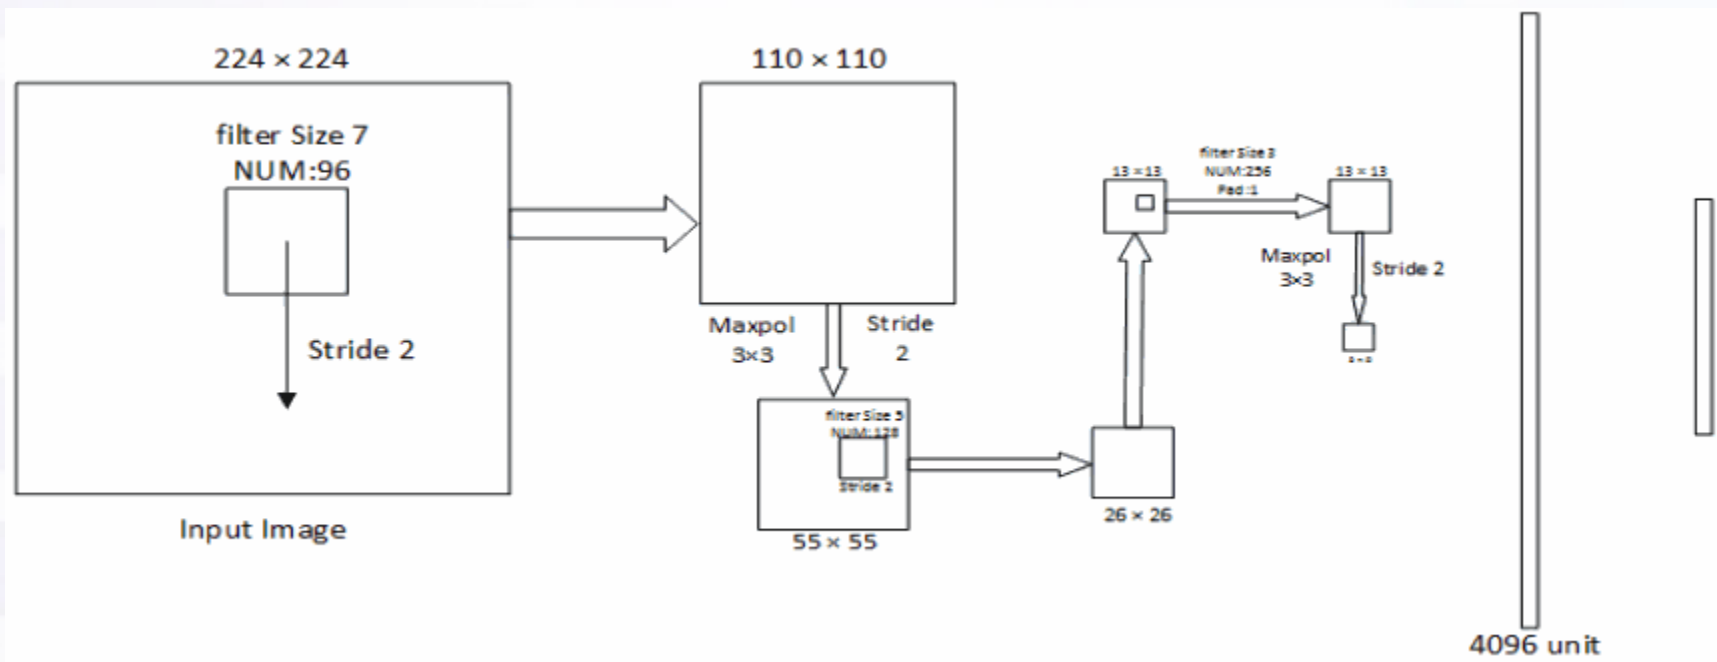 224 × 224
filter Size 7
NUM:96
Stride 2
Input Image
110 × 110
Maxpol
3×3
Stride
2
filter Size 5
NUM:128
Stride 2
55 × 55
26 × 26
13 × 13
filter Size 3
NUM:256
Pad :1
13 × 13
Maxpol
3×3
Stride 2
4096 unit